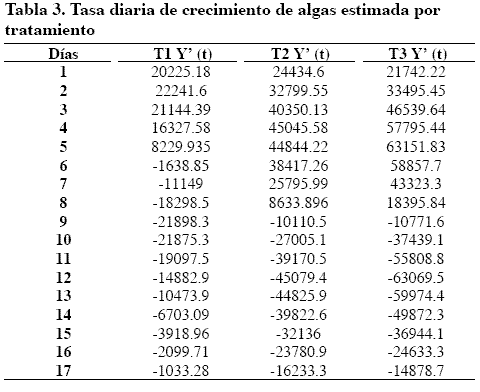 Tabla 3. Tasa diaria de crecimiento de algas estimada por
tratamiento
Días T1 Y’ (t) T2 Y’ (t) T3 Y’ (t)
1 20225.18 24434.6 21742.22
2 22241.6 32799.55 33495.45
3 21144.39 40350.13 46539.64
4 16327.58 45045.58 57795.44
5 8229.935 44844.22 63151.83
6 -1638.85 38417.26 58857.7
7 -11149 25795.99 43323.3
8 -18298.5 8633.896 18395.84
9 -21898.3 -10110.5 -10771.6
10 -21875.3 -27005.1 -37439.1
11 -19097.5 -39170.5 -55808.8
12 -14882.9 -45079.4 -63069.5
13 -10473.9 -44825.9 -59974.4
14 -6703.09 -39822.6 -49872.3
15 -3918.96 -32136 -36944.1
16 -2099.71 -23780.9 -24633.3
17 -1033.28 -16233.3 -14878.7